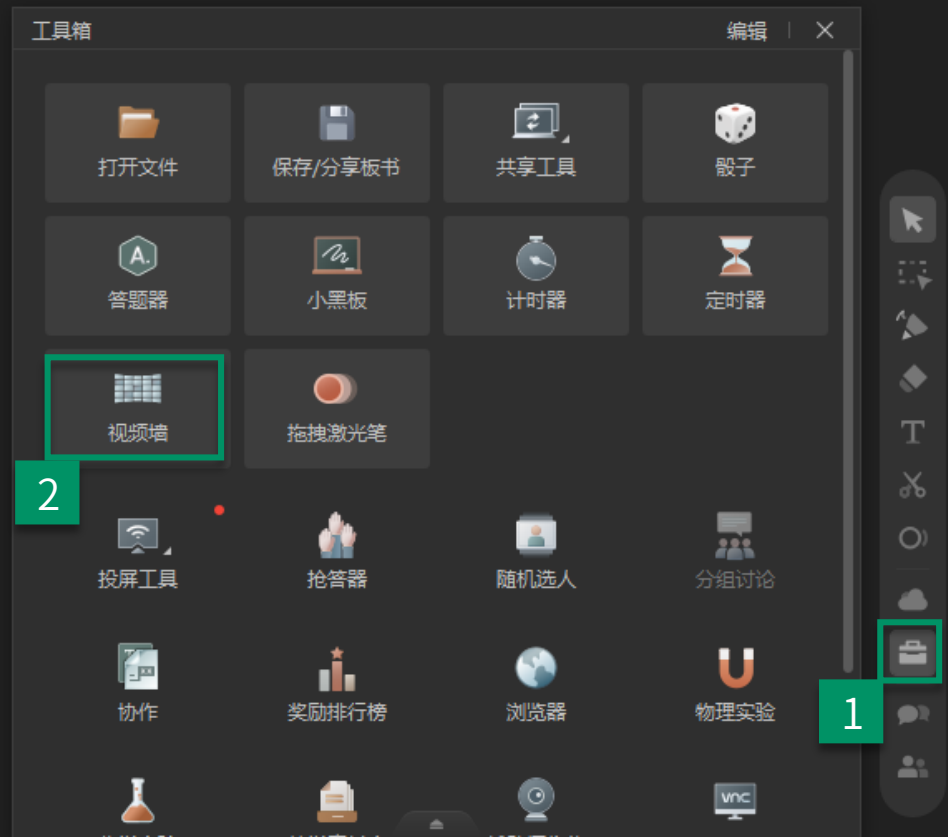 工具箱
编辑
打开文件
保存/分享板书
共享工具
骰子
A.
答题器
小黑板
计时器
定时器
视频墙
拖拽激光笔
2
投屏工具
抢答器
随机选人
分组讨论
协作
奖励排行榜
浏览器
物理实验
1
T
vnc